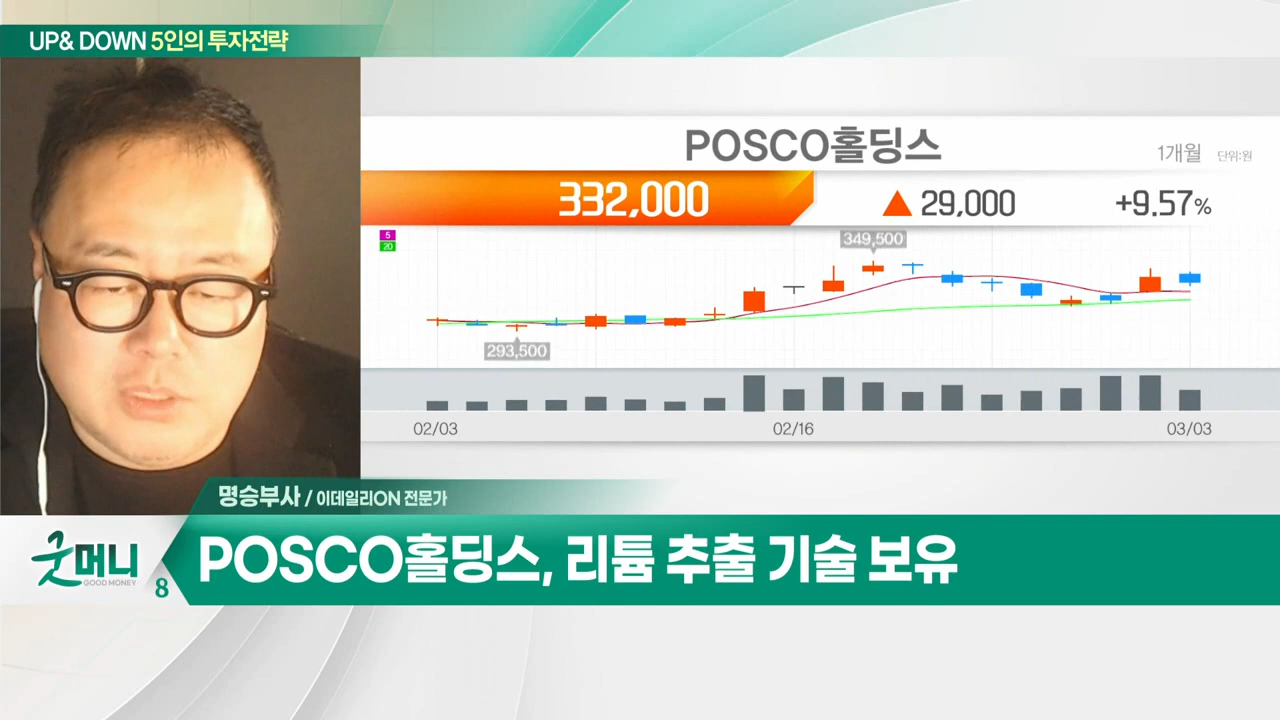 UP& DOWN 5인의 투자전략
POSCO홀딩스
1개월 단위:원
332,000
▲ 29,000
+9.57%
5
20
349,500
293,500
02/03
02/16
03/03
명승부사 / 이데일리ON 전문가
굿머니
GOOD MONEY
8
POSCO홀딩스, 리튬 추출 기술 보유